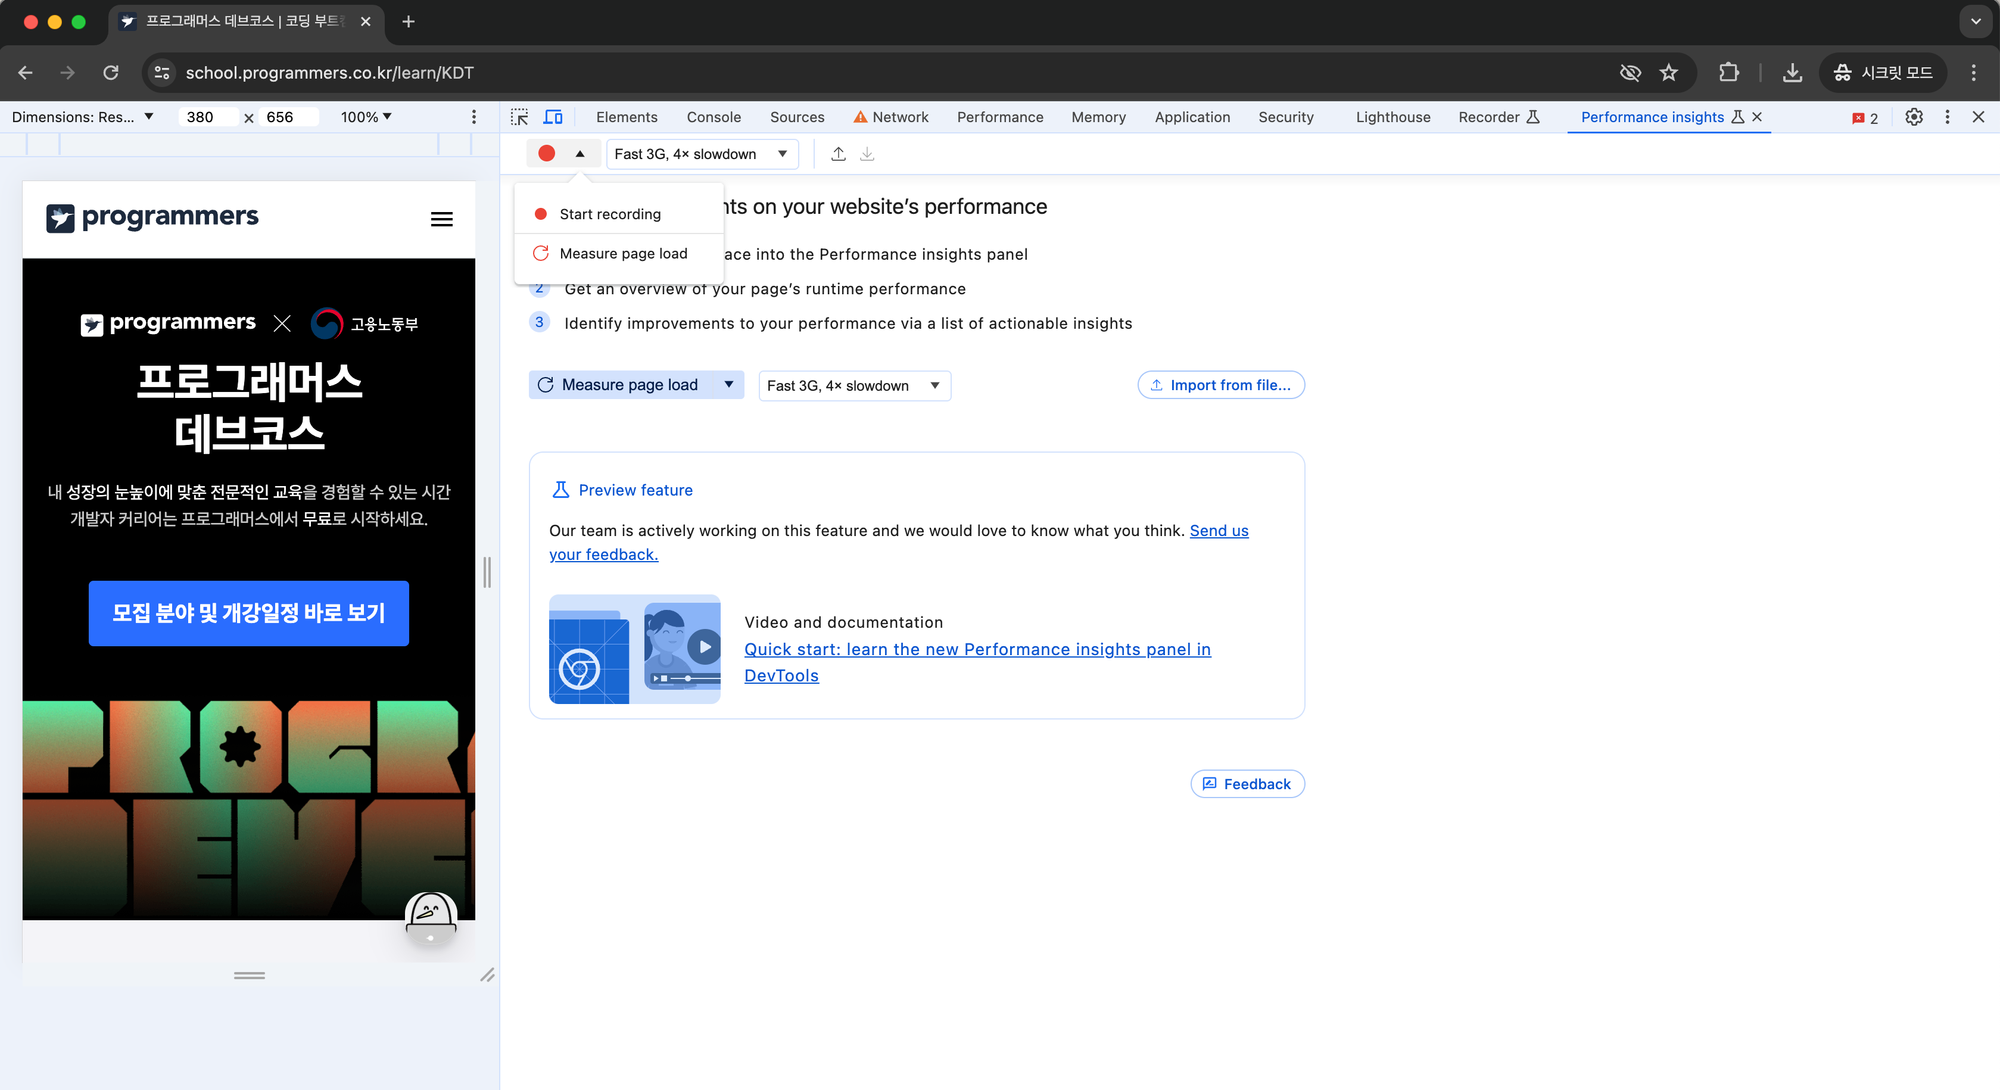 프로그래머스 데브코스 | 코딩 부트
school.programmers.co.kr/learn/KDT
시크릿 모드
Dimensions: Res...
380 × 656
100%
Elements
Console
Sources
Network
Performance
Memory
Application
Security
Lighthouse
Recorder
Performance insights
2
Fast 3G, 4× slowdown
Start recording
Measure page load
nts on your website's performance
ace into the Performance insights panel
2 Get an overview of your page's runtime performance
3 Identify improvements to your performance via a list of actionable insights
Measure page load
Fast 3G, 4× slowdown
Import from file...
Preview feature
Our team is actively working on this feature and we would love to know what you think. Send us
your feedback.
Video and documentation
Quick start: learn the new Performance insights panel in
DevTools
Feedback
programmers
programmers × 고용노동부
프로그래머스
데브코스
내 성장의 눈높이에 맞춘 전문적인 교육을 경험할 수 있는 시간
개발자 커리어는 프로그래머스에서 무료로 시작하세요.
모집 분야 및 개강일정 바로 보기
PROGR
DEVC